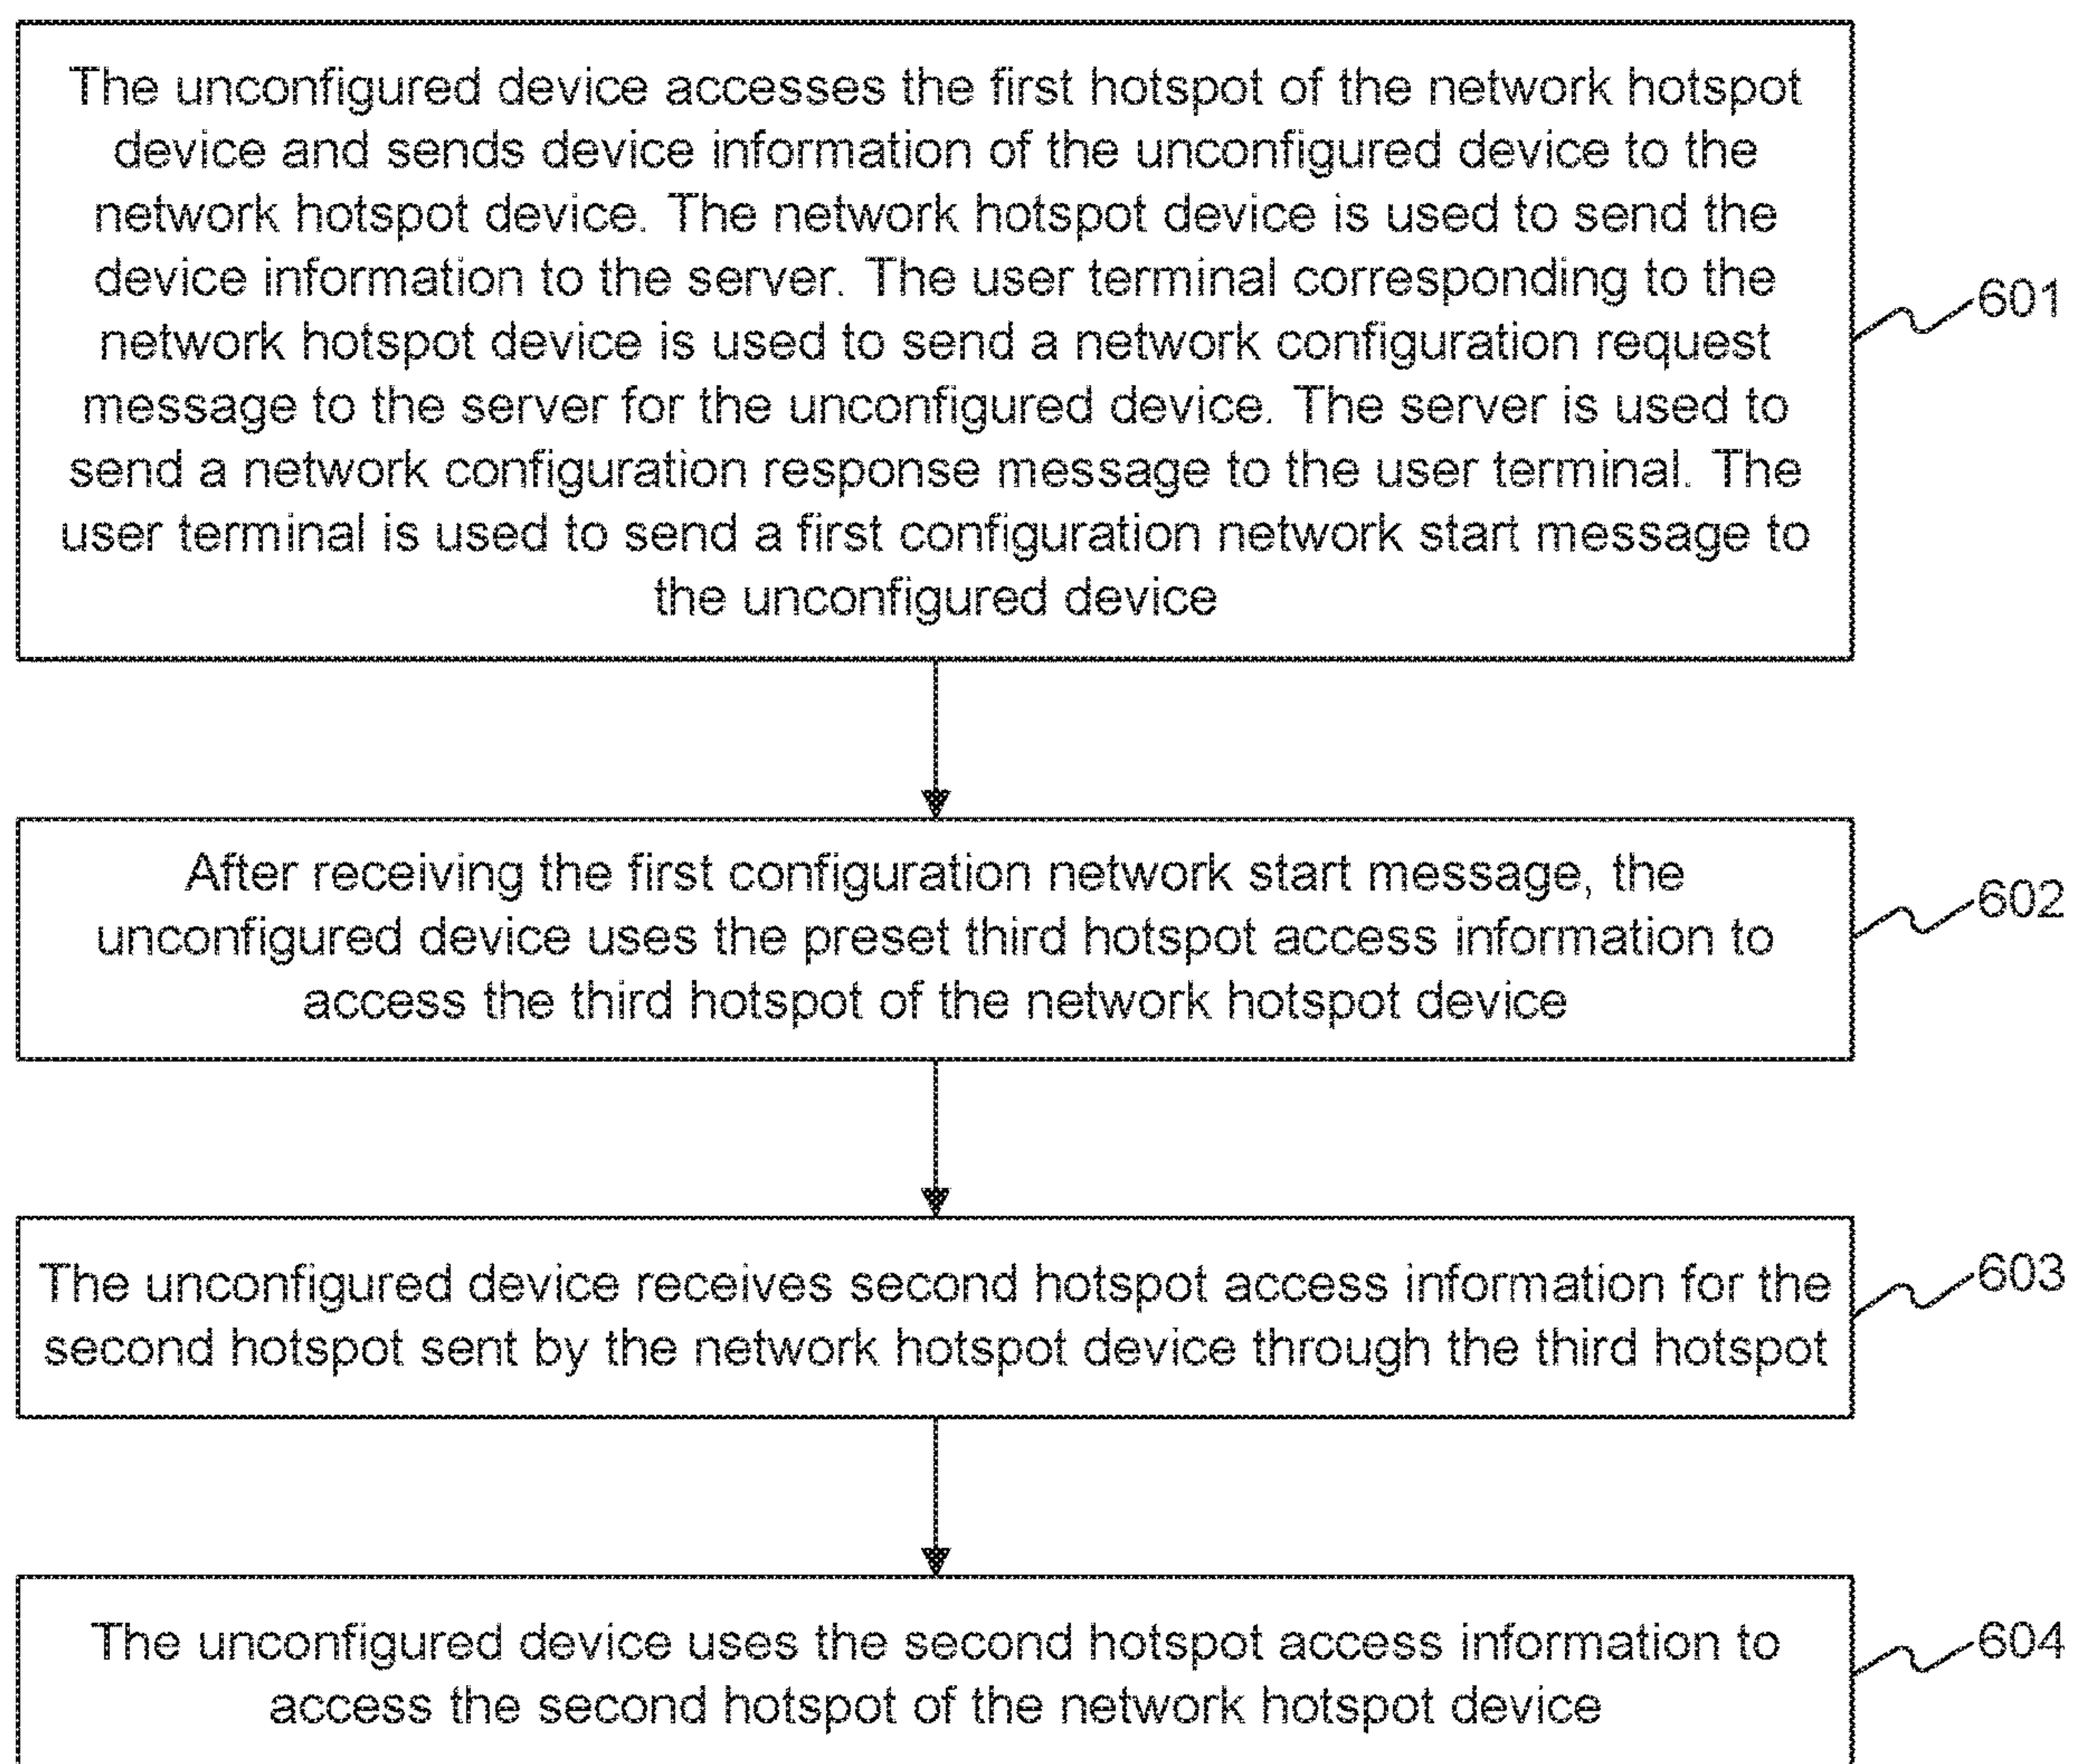 The unconfigured device accesses the first hotspot of the network hotspot
device and sends device information of the unconfigured device to the
network hotspot device. The network hotspot device is used to send the
device information to the server. The user terminal corresponding to the
network hotspot device is used to send a network configuration request
message to the server for the unconfigured device. The server is used to
send a network configuration response message to the user terminal. The
user terminal is used to send a first configuration network start message to
the unconfigured device
601
After receiving the first configuration network start message, the
unconfigured device uses the preset third hotspot access information to
access the third hotspot of the network hotspot device
602
The unconfigured device receives second hotspot access information for the
second hotspot sent by the network hotspot device through the third hotspot
603
The unconfigured device uses the second hotspot access information to
access the second hotspot of the network hotspot device
604